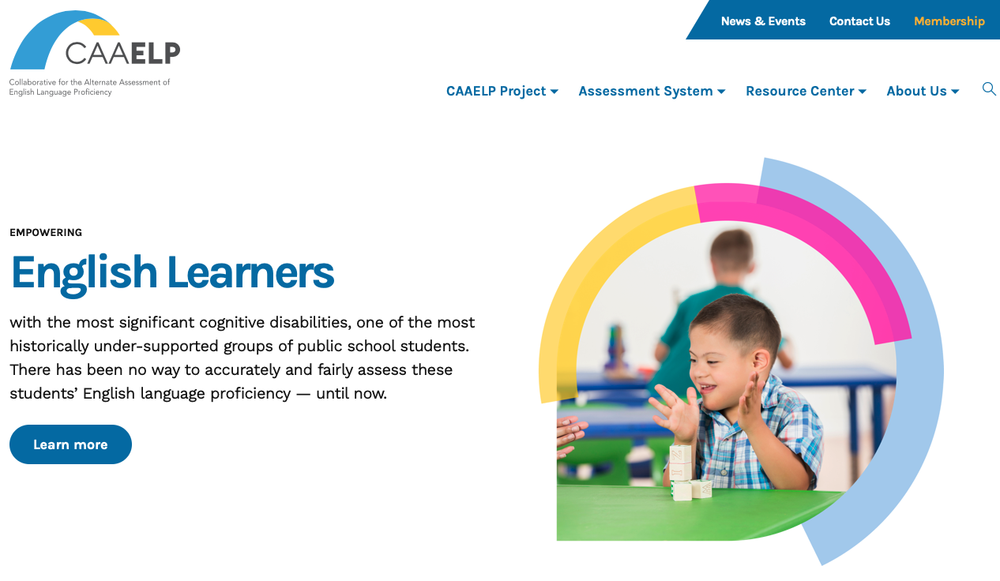 News & Events Contact Us Membership
CAAELP
Collaborative for the Alternate Assessment of
English Language Proficiency
CAAELP Project Assessment System Resource Center About Us
EMPOWERING
English Learners
with the most significant cognitive disabilities, one of the most
historically under-supported groups of public school students.
There has been no way to accurately and fairly assess these
students’ English language proficiency — until now.
Learn more